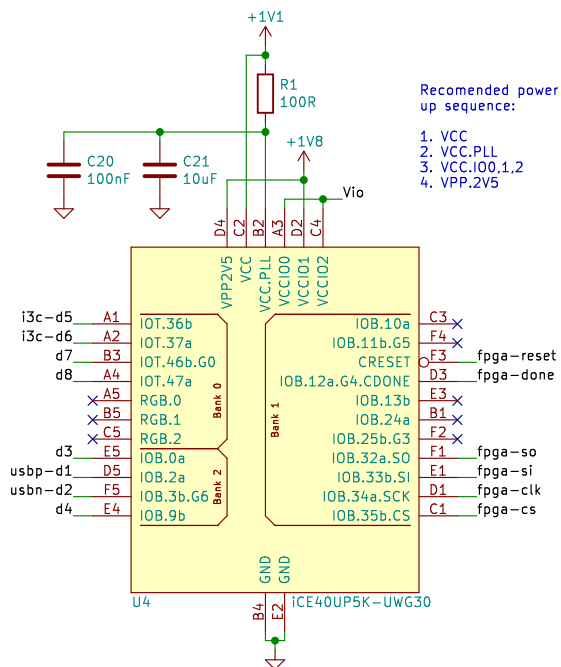 +1V1
R1
100R
Recomended power
up sequence:
1. VCC
2. VCC.PLL
3. VCC.IO0,1,2
4. VPP.2V5
C20
100nF
C21
10uF
+1V8
Vio
D4
C2
B2
A3
D2
C4
VPP2V5
VCC
VCC.PLL
VCCIO0
VCCIO1
VCCIO2
i3c-d5 A1 IOT.36b
i3c-d6 A2 IOT.37a
d7 B3 IOT.46b.G0
d8 A4 IOT.47a
A5 RGB.0
B5 RGB.1
C5 RGB.2
d3 E5 IOB.0a
usbp-d1 D5 IOB.2a
usbn-d2 F5 IOB.3b.G6
d4 E4 IOB.9b
Bank 0
Bank 2
Bank 1
IOB.10a C3
IOB.11b.G5 F4
CRESET F3 fpga-reset
IOB.12a.G4.CDONE D3 fpga-done
IOB.13b E3
IOB.24a B1
IOB.25b.G3 F2
IOB.32a.SO F1 fpga-so
IOB.33b.SI E1 fpga-si
IOB.34a.SCK D1 fpga-clk
IOB.35b.CS C1 fpga-cs
GND
GND
U4
iCE40UP5K-UWG30
B4
E2